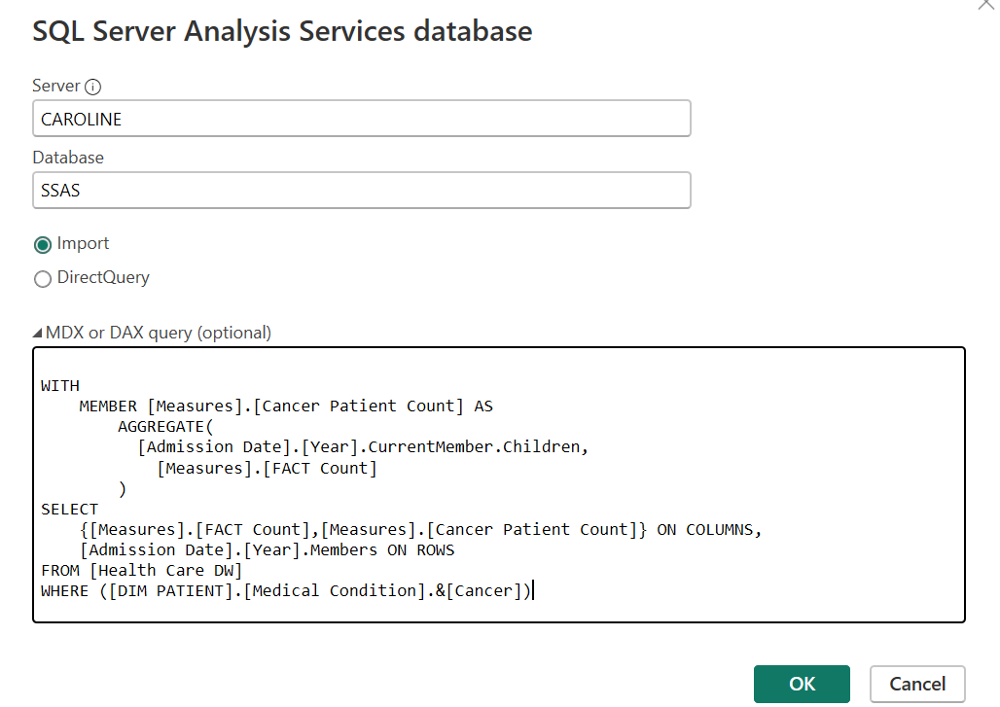 SQL Server Analysis Services database
Server
CAROLINE
Database
SSAS
Import
DirectQuery
MDX or DAX query (optional)
WITH
    MEMBER [Measures].[Cancer Patient Count] AS
        AGGREGATE(
          [Admission Date].[Year].CurrentMember.Children,
            [Measures].[FACT Count]
        )
SELECT
    {[Measures].[FACT Count],[Measures].[Cancer Patient Count]} ON COLUMNS,
    [Admission Date].[Year].Members ON ROWS
FROM [Health Care DW]
WHERE ([DIM PATIENT].[Medical Condition].&[Cancer])
OK Cancel